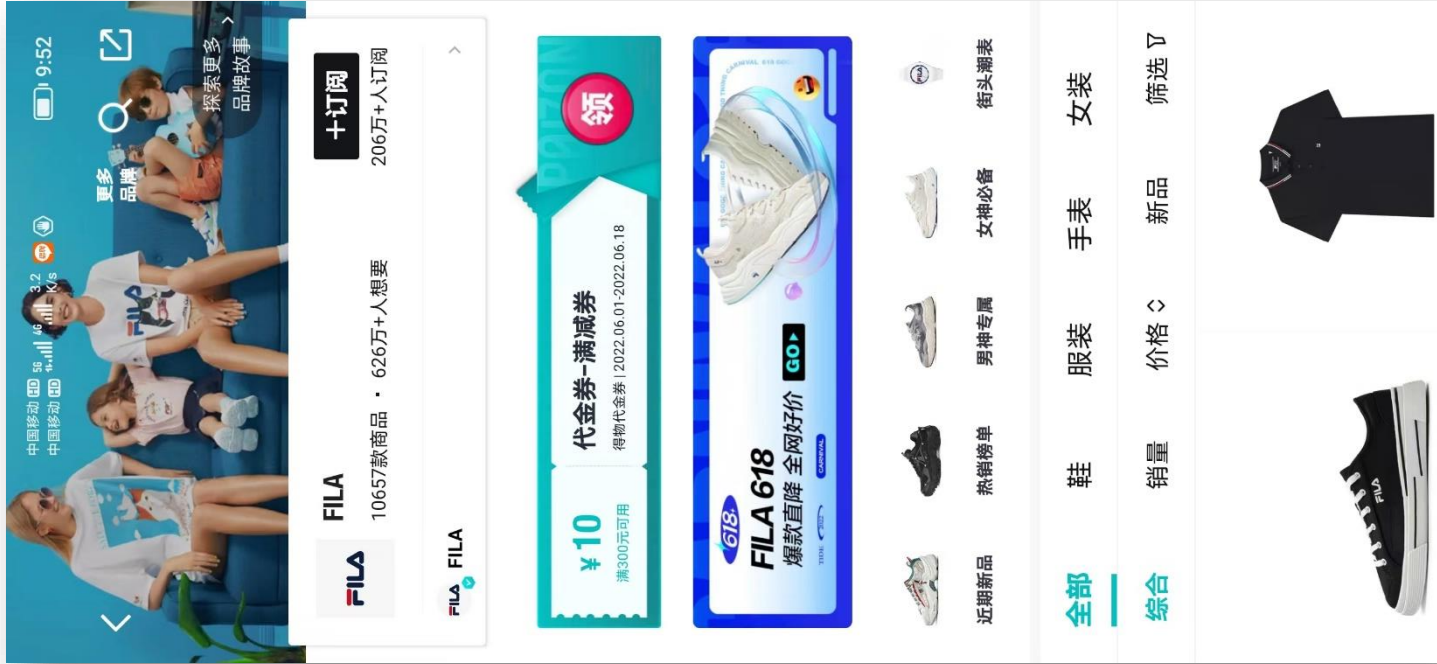 中国移动 HD 5G 4G 3.2 K/s
中国移动 HD
9:52
更多
品牌
探索更多
品牌故事
FILA
FILA
FILA
＋订阅
10657款商品 · 626万+人想要
206万+人订阅
FILA
FILA
¥10
满300元可用
代金券-满减券
得物代金券 | 2022.06.01-2022.06.18
领
618
FILA 618
爆款直降 全网好价
GO
TIDE 2022
CARNIVAL
近期新品
热销榜单
男神专属
女神必备
街头潮表
全部
鞋
服装
手表
女装
综合
销量
价格
新品
筛选
FILA